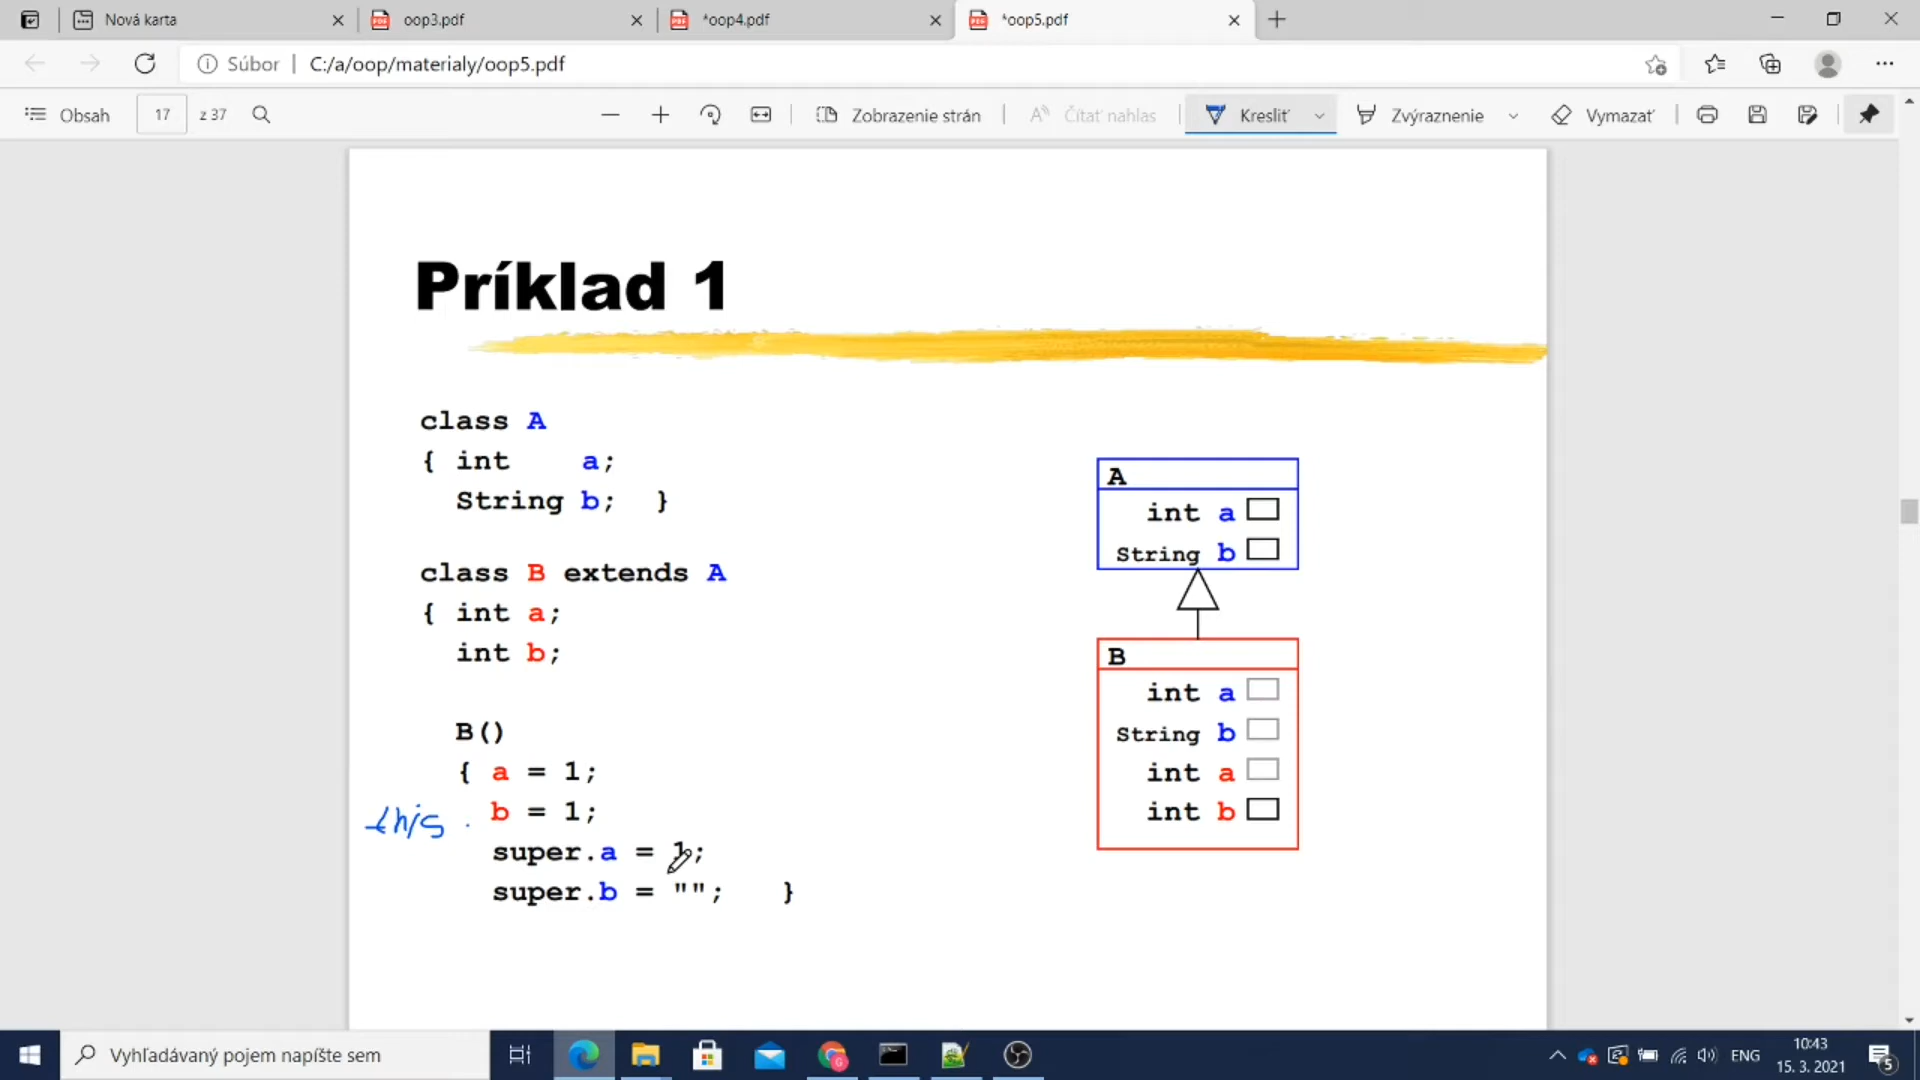 Nová karta
oop3.pdf
*oop4.pdf
*oop5.pdf
Súbor | C:/a/oop/materialy/oop5.pdf
Obsah 17 z 37 Zobrazenie strán Čítať nahlas Kresliť Zvýraznenie Vymazať
Príklad 1
class A
{ int a;
String b; }
class B extends A
{ int a;
int b;
B()
{ a = 1;
this . b = 1;
super.a = 1;
super.b = ""; }
A
int a
String b
B
int a
String b
int a
int b
Vyhľadávaný pojem napíšte sem
ENG
10:43
15. 3. 2021
5